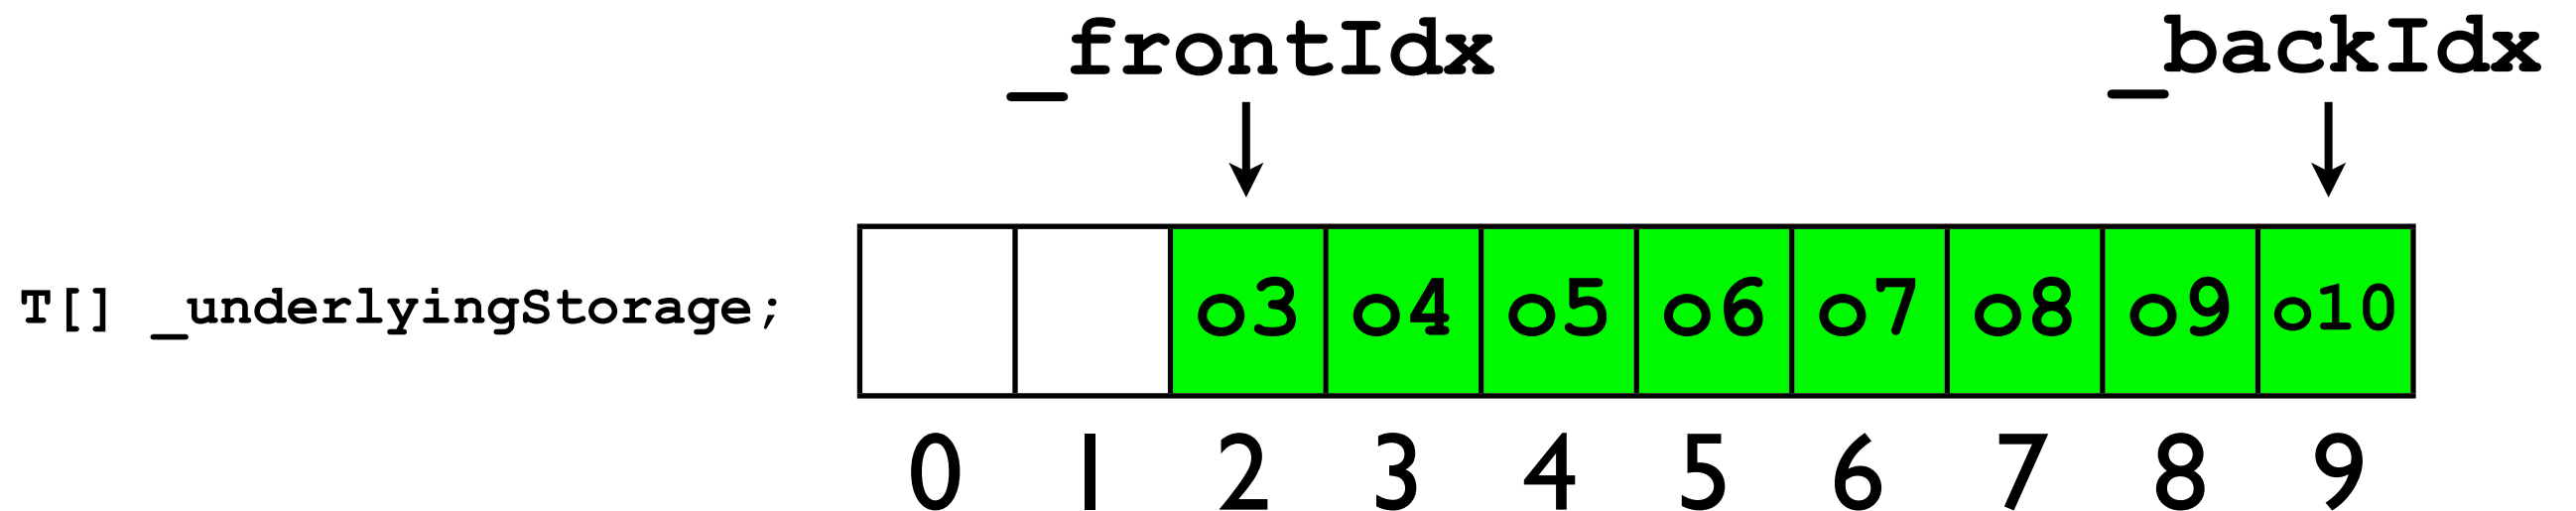 _frontIdx _backIdx
T[] _underlyingStorage; o3 o4 o5 o6 o7 o8 o9 o10
0 1 2 3 4 5 6 7 8 9